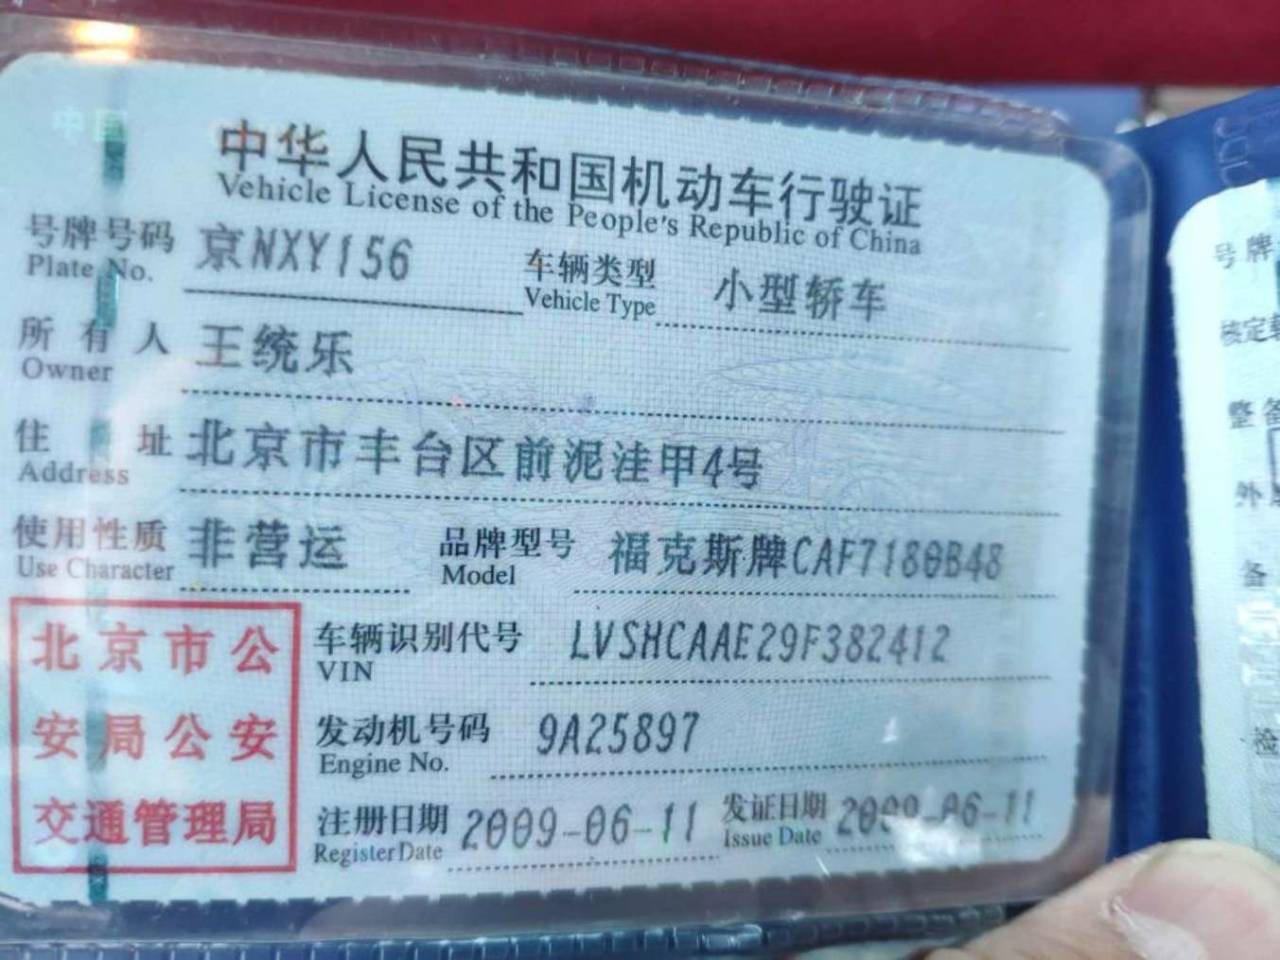 中国
中华人民共和国机动车行驶证
Vehicle License of the People's Republic of China
号牌号码 京NXY156 车辆类型 小型轿车
Plate No. Vehicle Type
所有人 王统乐
Owner
住址 北京市丰台区前泥洼甲4号
Address
使用性质 非营运 品牌型号 福克斯牌CAF7180B48
Use Character Model
北京市公
安局公安
交通管理局
车辆识别代号 LVSHCAAE29F382412
VIN
发动机号码 9A25897
Engine No.
注册日期 2009-06-11 发证日期 2009-06-11
Register Date Issue Date
号牌
核定
整
外
备
检